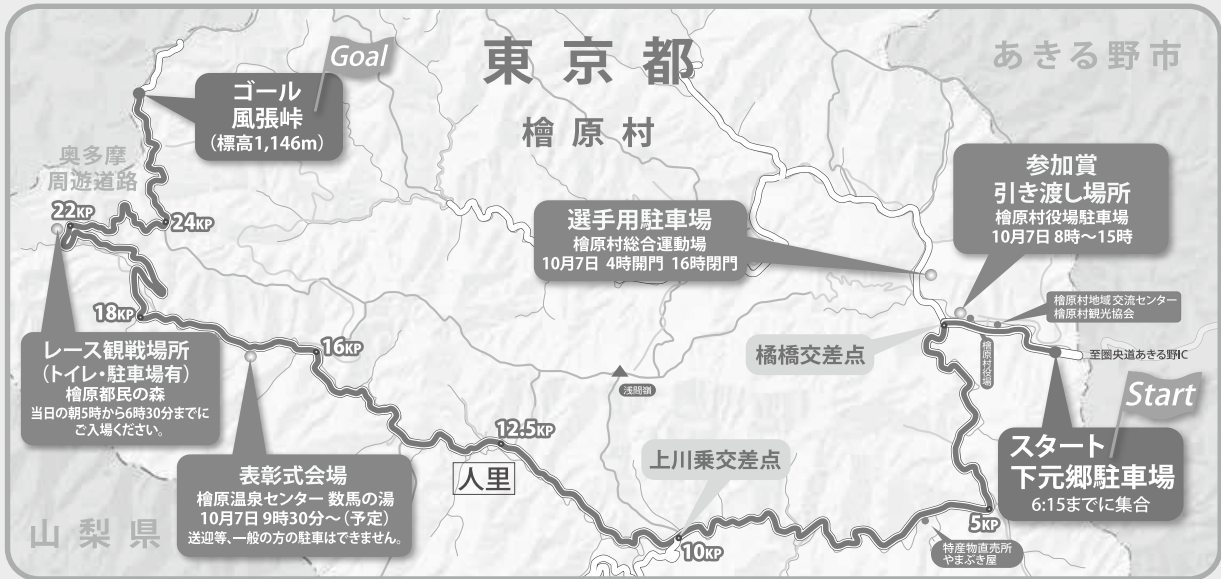 東京都
あきる野市
檜原村
Goal
ゴール
風張峠
(標高1,146m)
奥多摩
周遊道路
22KP
24KP
選手用駐車場
檜原村総合運動場
10月7日 4時開門 16時閉門
参加賞
引き渡し場所
檜原村役場駐車場
10月7日 8時〜15時
檜原村地域交流センター
檜原村観光協会
18KP
16KP
橘橋交差点
檜原村役場
至圏央道あきる野IC
レース観戦場所
(トイレ・駐車場有)
檜原都民の森
当日の朝5時から6時30分までに
ご入場ください。
浅間嶺
Start
スタート
下元郷駐車場
6:15までに集合
12.5KP
人里
上川乗交差点
表彰式会場
檜原温泉センター 数馬の湯
10月7日 9時30分〜(予定)
送迎等、一般の方の駐車はできません。
5KP
10KP
特産物直売所
やまぶき屋
山梨県